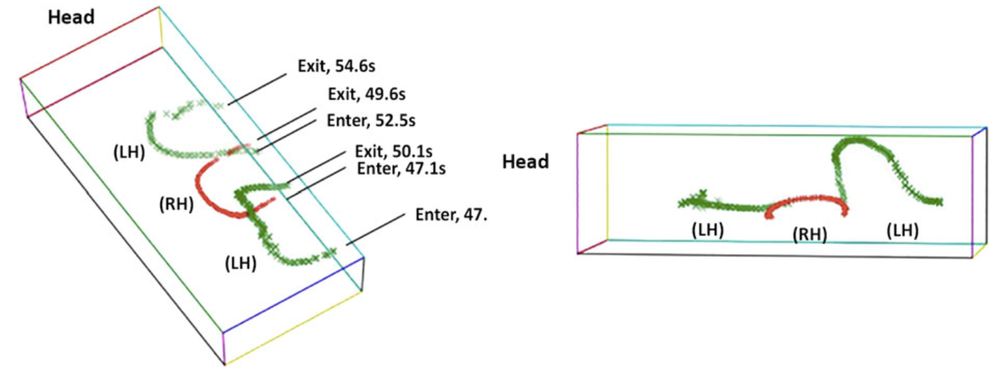 Head
Exit, 54.6s
Exit, 49.6s
Enter, 52.5s
(LH)
Exit, 50.1s
Enter, 47.1s
(RH)
Enter, 47.
(LH)
Head
(LH)
(RH)
(LH)